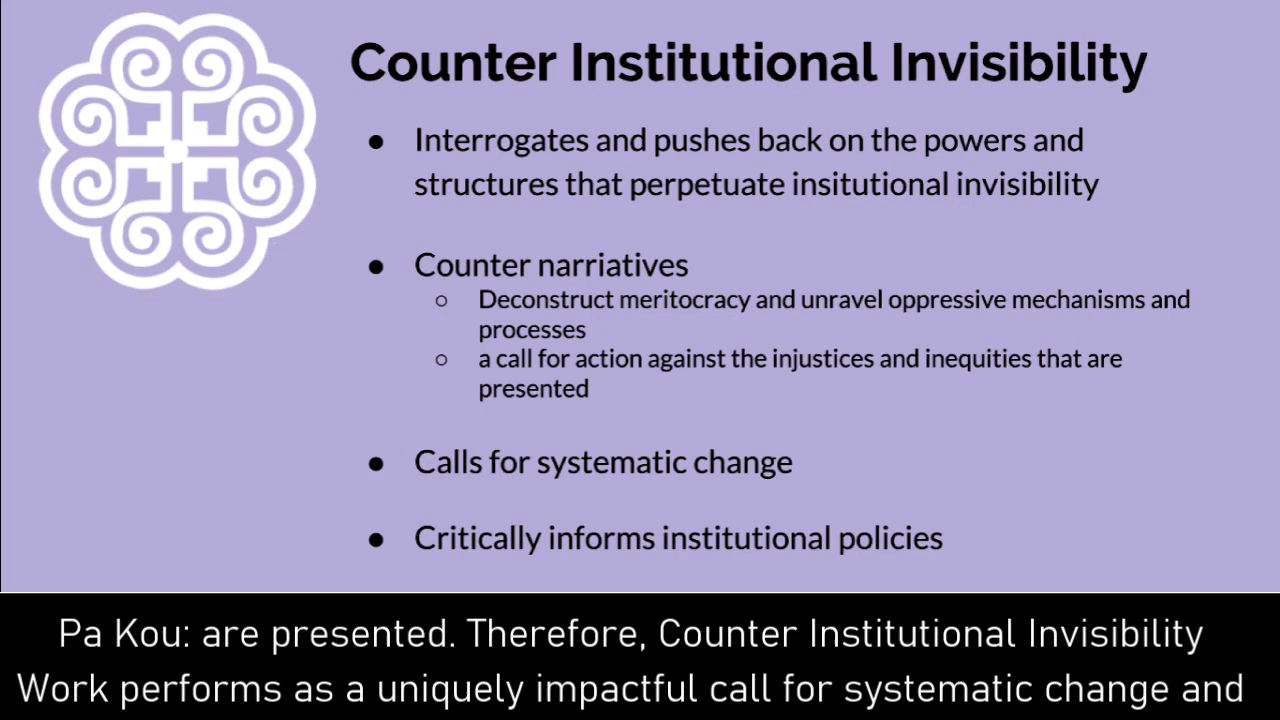 Counter Institutional Invisibility
● Interrogates and pushes back on the powers and
structures that perpetuate insitutional invisibility
● Counter narriatives
○ Deconstruct meritocracy and unravel oppressive mechanisms and
processes
○ a call for action against the injustices and inequities that are
presented
● Calls for systematic change
● Critically informs institutional policies
Pa Kou: are presented. Therefore, Counter Institutional Invisibility
Work performs as a uniquely impactful call for systematic change and